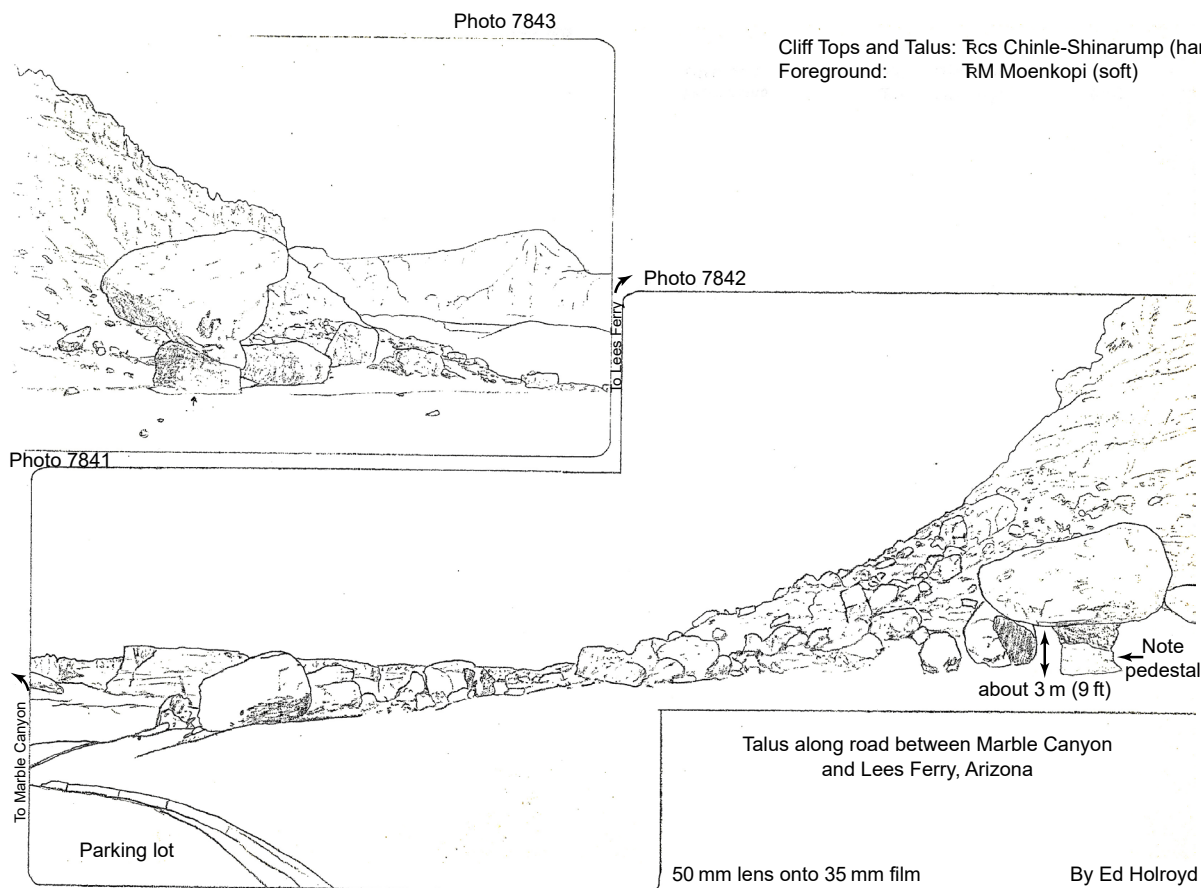 Photo 7843
Cliff Tops and Talus: TRcs Chinle-Shinarump (har
Foreground: TRM Moenkopi (soft)
To Lees Ferry
Photo 7842
Photo 7841
Note
pedestal
about 3 m (9 ft)
To Marble Canyon
Talus along road between Marble Canyon
and Lees Ferry, Arizona
Parking lot
50 mm lens onto 35 mm film
By Ed Holroyd